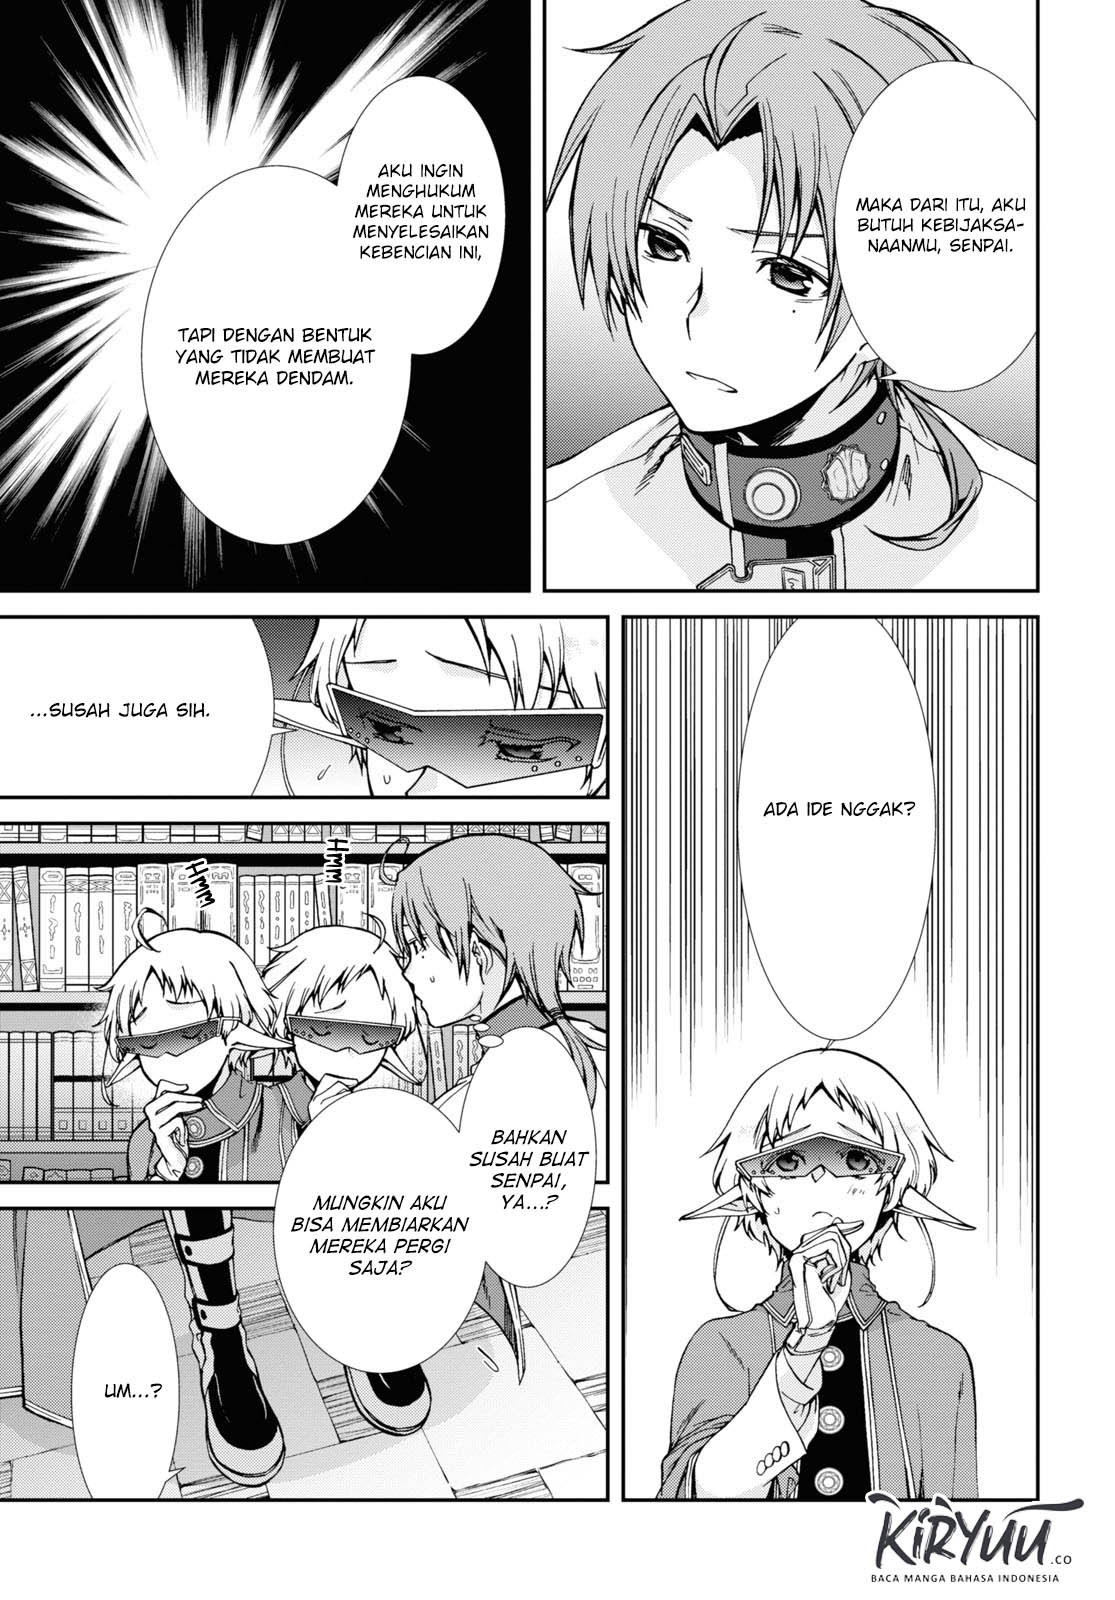 MAKA DARI ITU, AKU
BUTUH KEBIJAKSA-
NAANMU, SENPAI.
AKU INGIN
MENGHUKUM
MEREKA UNTUK
MENYELESAIKAN
KEBENCIAN INI,
TAPI DENGAN BENTUK
YANG TIDAK MEMBUAT
MEREKA DENDAM.
ADA IDE NGGAK?
...SUSAH JUGA SIH.
HMM
HMM
BAHKAN
SUSAH BUAT
SENPAI,
YA...?
MUNGKIN AKU
BISA MEMBIARKAN
MEREKA PERGI
SAJA?
UM...?
KIRYUU.CO
BACA MANGA BAHASA INDONESIA